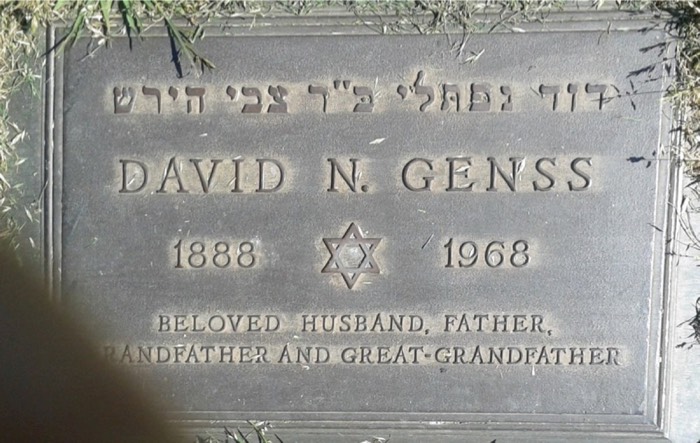 דוד נפתלי ב"ר צבי הירש
DAVID N. GENSS
1888 1968
BELOVED HUSBAND, FATHER,
RANDFATHER AND GREAT-GRANDFATHER